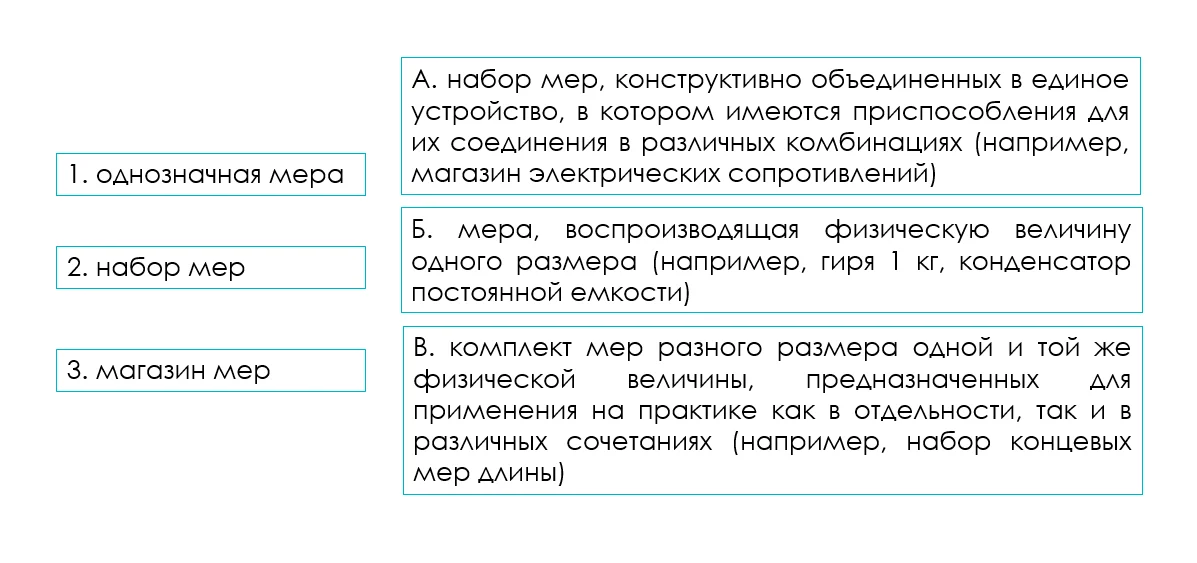 1. однозначная мера
2. набор мер
3. магазин мер
А. набор мер, конструктивно объединенных в единое
устройство, в котором имеются приспособления для
их соединения в различных комбинациях (например,
магазин электрических сопротивлений)
Б. мера, воспроизводящая физическую величину
одного размера (например, гиря 1 кг, конденсатор
постоянной емкости)
В. комплект мер разного размера одной и той же
физической величины, предназначенных для
применения на практике как в отдельности, так и в
различных сочетаниях (например, набор концевых
мер длины)